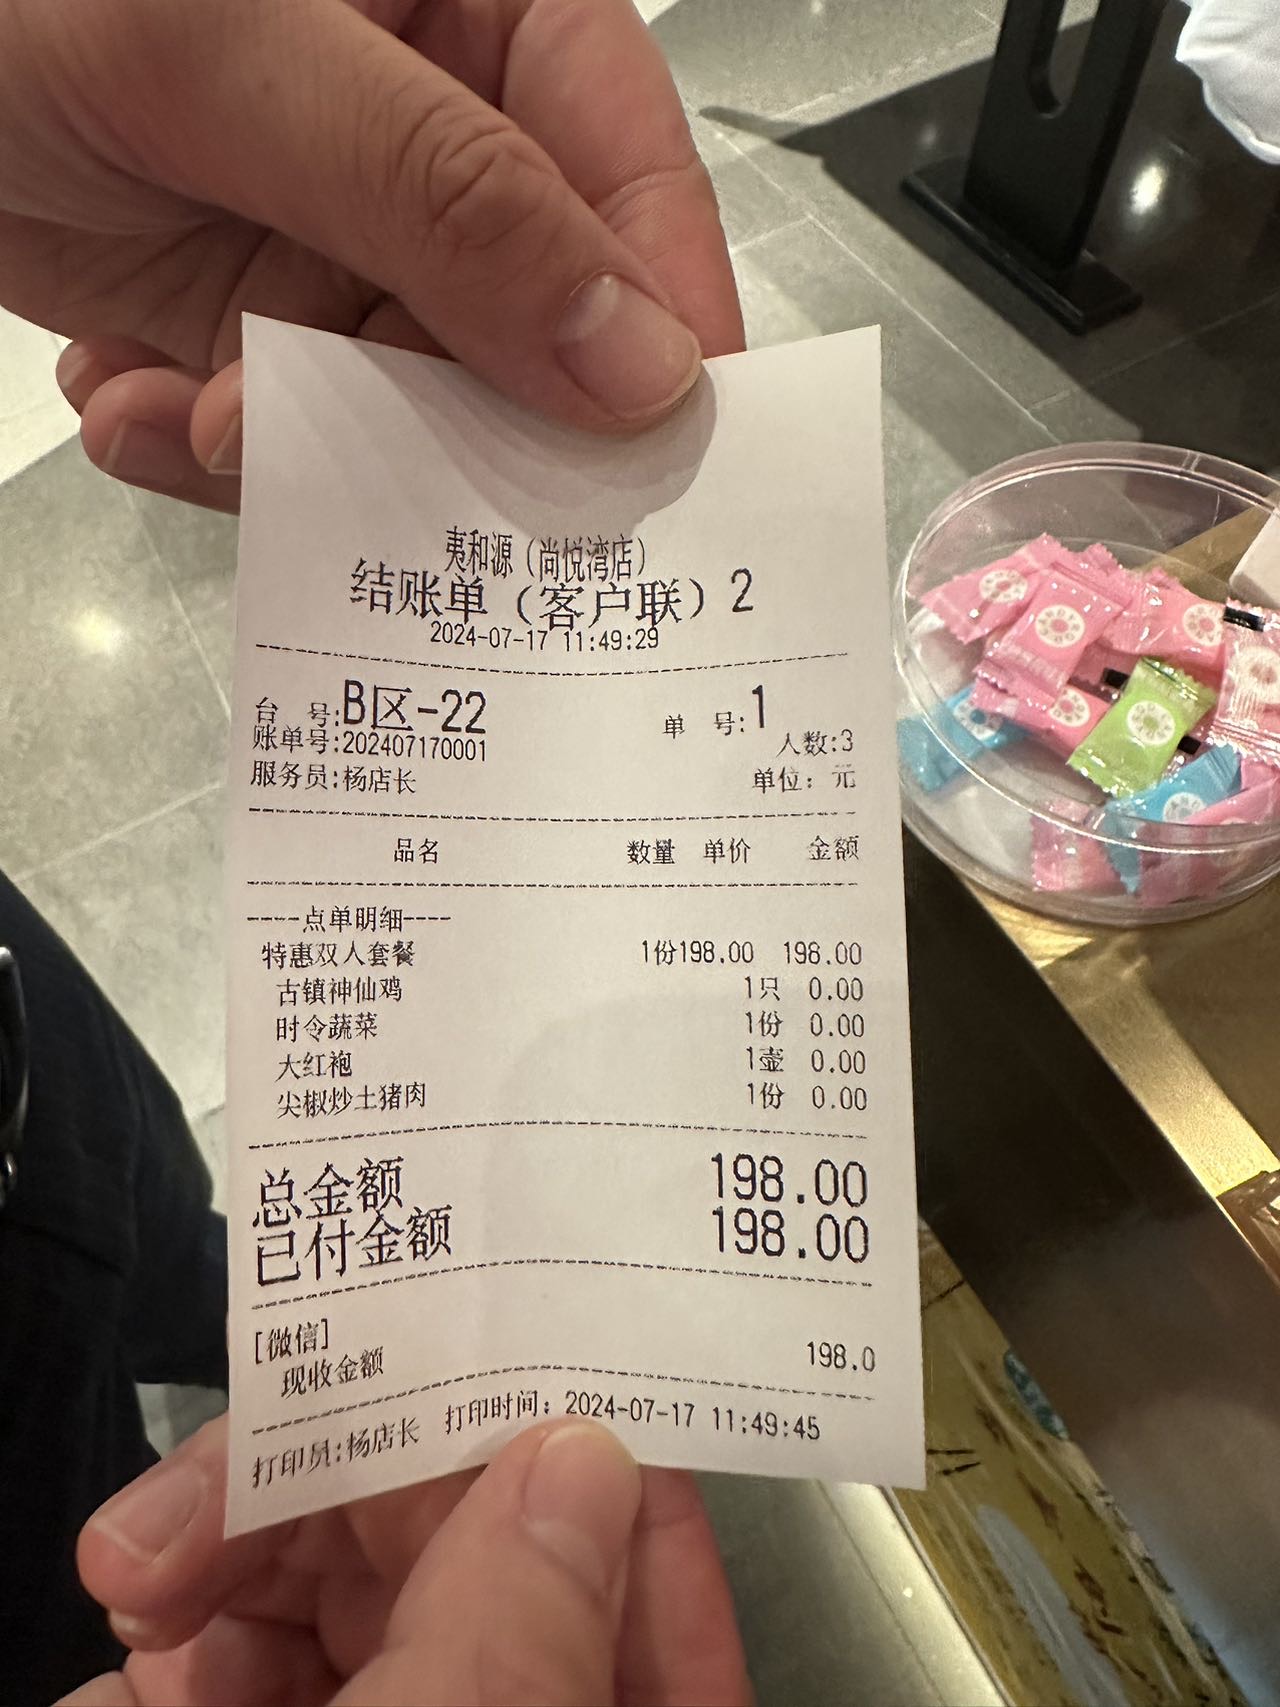 夷和源（尚悦湾店）
结账单（客户联）2
2024-07-17 11:49:29
台 号:B区-22 单 号:1
账单号:202407170001 人数:3
服务员:杨店长 单位：元
品名 数量 单价 金额
----点单明细----
特惠双人套餐 1份198.00 198.00
古镇神仙鸡 1只 0.00
时令蔬菜 1份 0.00
大红袍 1壶 0.00
尖椒炒土猪肉 1份 0.00
总金额 198.00
已付金额 198.00
[微信]
现收金额 198.0
打印员:杨店长 打印时间：2024-07-17 11:49:45